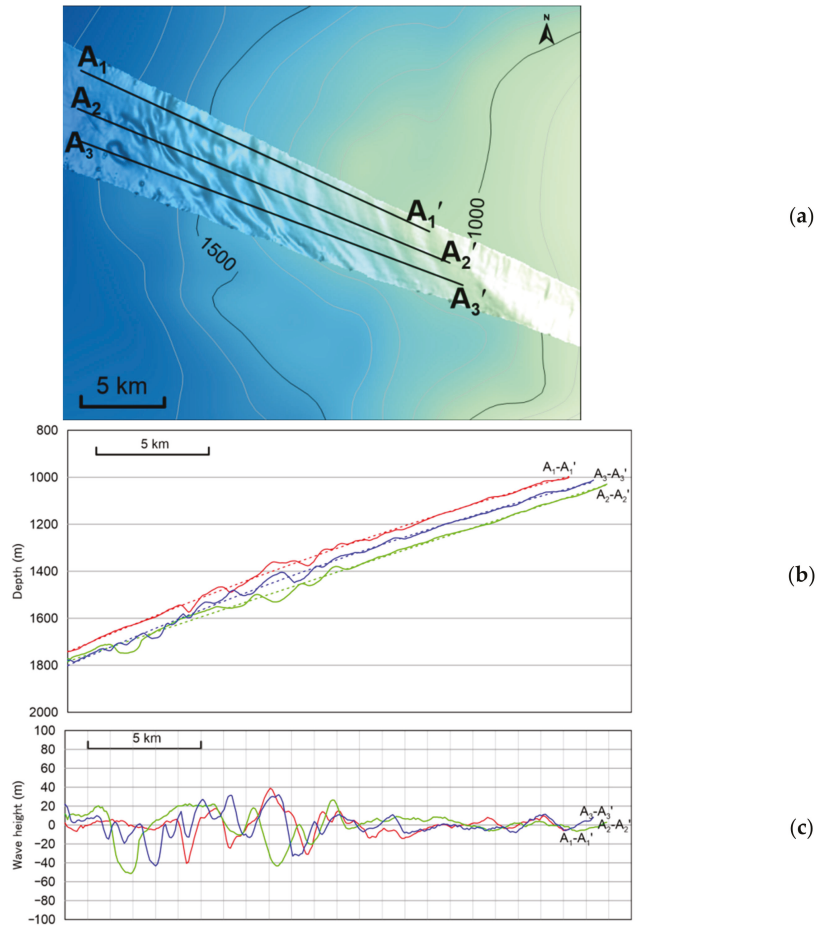 N
A1
A2
A3
A1'
A2'
A3'
1000
1500
5 km
(a)
800
1000
1200
1400
1600
1800
2000
Depth (m)
5 km
A1-A1'
A3-A3'
A2-A2'
(b)
100
80
60
40
20
0
−20
−40
−60
−80
−100
Wave height (m)
5 km
A3-A3'
A2-A2'
A1-A1'
(c)